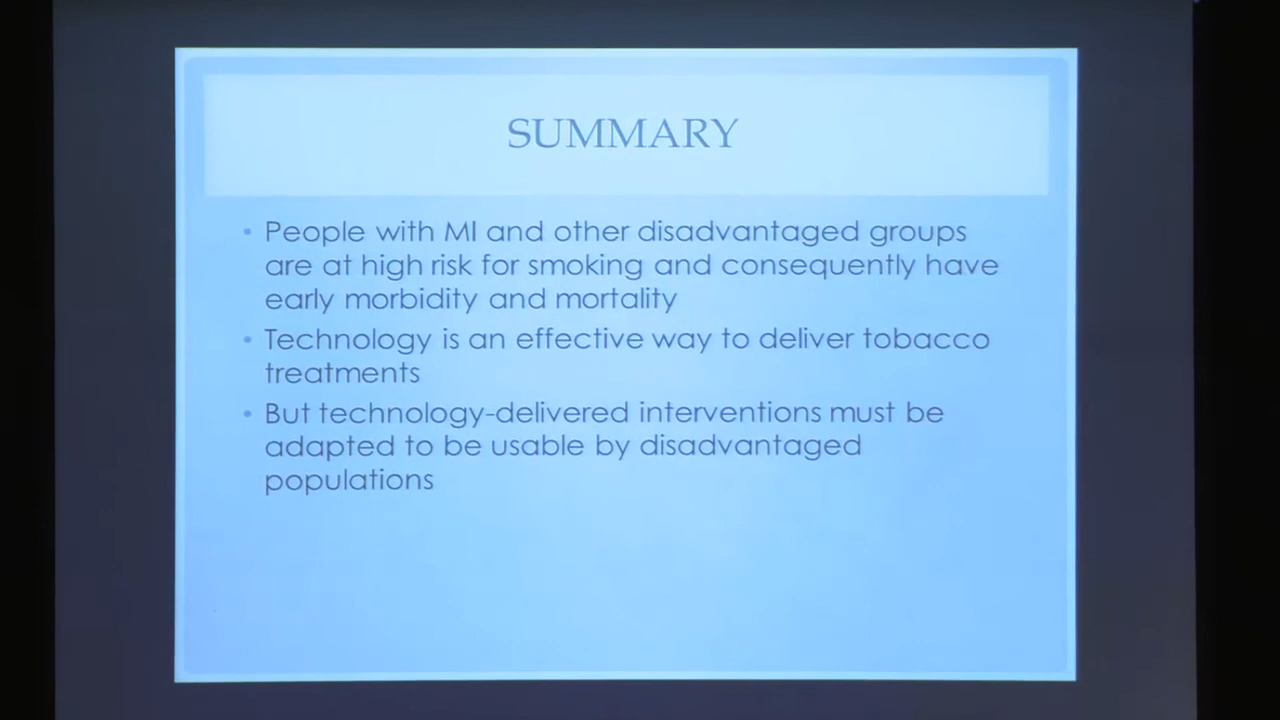 SUMMARY
• People with MI and other disadvantaged groups
are at high risk for smoking and consequently have
early morbidity and mortality
• Technology is an effective way to deliver tobacco
treatments
• But technology-delivered interventions must be
adapted to be usable by disadvantaged
populations